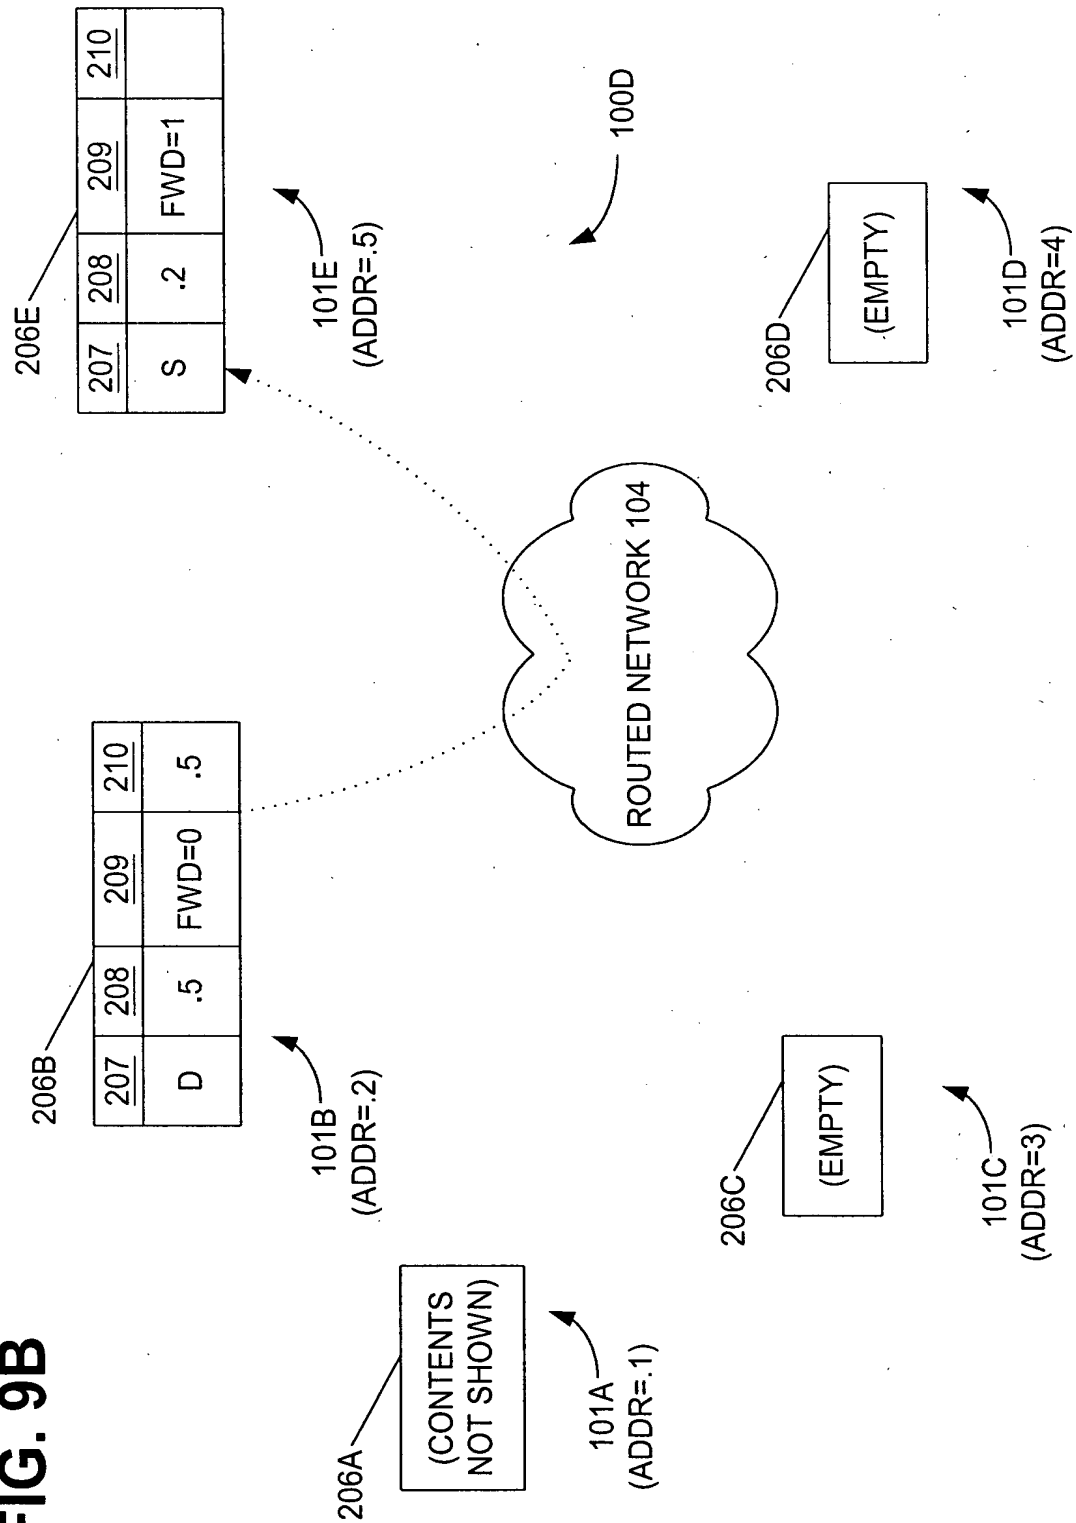 FIG. 9B
206B
207 208 209 210
D .5 FWD=0 .5
101B
(ADDR=.2)
206E
207 208 209 210
S .2 FWD=1
101E
(ADDR=.5)
206A
(CONTENTS
NOT SHOWN)
101A
(ADDR=.1)
ROUTED NETWORK 104
100D
206C
(EMPTY)
101C
(ADDR=3)
206D
(EMPTY)
101D
(ADDR=4)